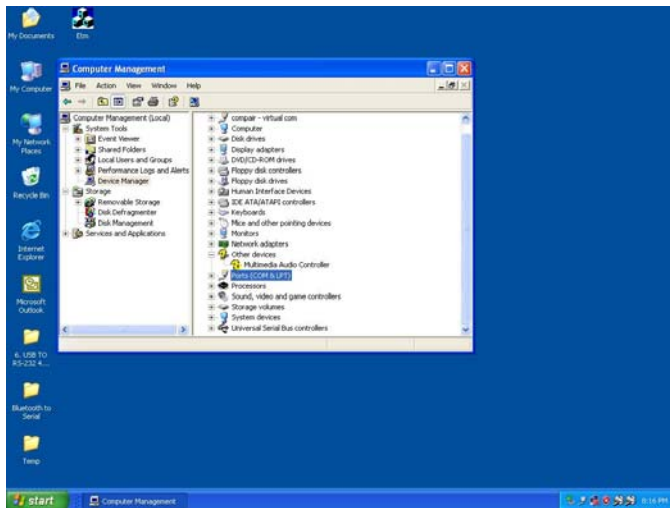 My Documents
Elm
My Computer
My Network
Places
Recycle Bin
Internet
Explorer
Microsoft
Outlook
6. USB TO
RS-232 4....
Bluetooth to
Serial
Temp
Computer Management
File Action View Window Help
Computer Management (Local)
System Tools
Event Viewer
Shared Folders
Local Users and Groups
Performance Logs and Alerts
Device Manager
Storage
Removable Storage
Disk Defragmenter
Disk Management
Services and Applications
compair - virtual com
Computer
Disk drives
Display adapters
DVD/CD-ROM drives
Floppy disk controllers
Floppy disk drives
Human Interface Devices
IDE ATA/ATAPI controllers
Keyboards
Mice and other pointing devices
Monitors
Network adapters
Other devices
Multimedia Audio Controller
Ports (COM & LPT)
Processors
Sound, video and game controllers
Storage volumes
System devices
Universal Serial Bus controllers
start
Computer Management
8:16 PM